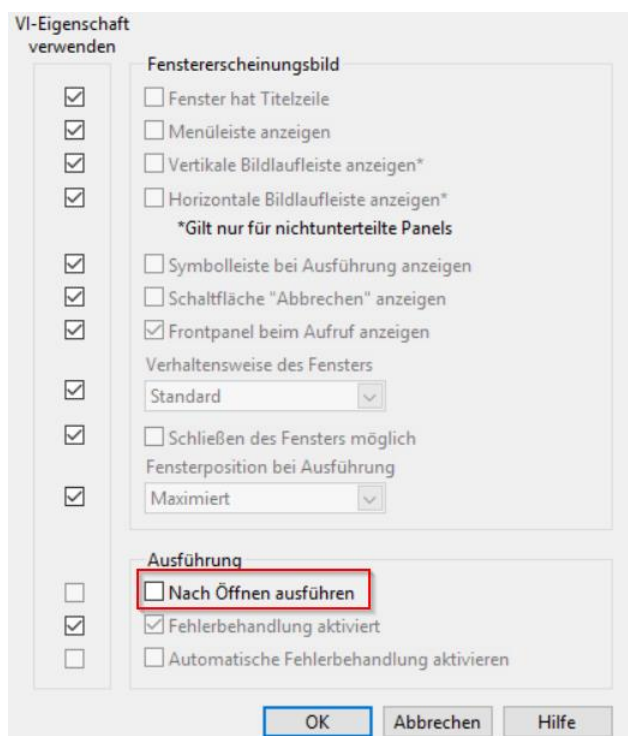 VI-Eigenschaft
verwenden
Fenstererscheinungsbild
Fenster hat Titelzeile
Menüleiste anzeigen
Vertikale Bildlaufleiste anzeigen*
Horizontale Bildlaufleiste anzeigen*
*Gilt nur für nichtunterteilte Panels
Symbolleiste bei Ausführung anzeigen
Schaltfläche "Abbrechen" anzeigen
Frontpanel beim Aufruf anzeigen
Verhaltensweise des Fensters
Standard
Schließen des Fensters möglich
Fensterposition bei Ausführung
Maximiert
Ausführung
Nach Öffnen ausführen
Fehlerbehandlung aktiviert
Automatische Fehlerbehandlung aktivieren
OK Abbrechen Hilfe